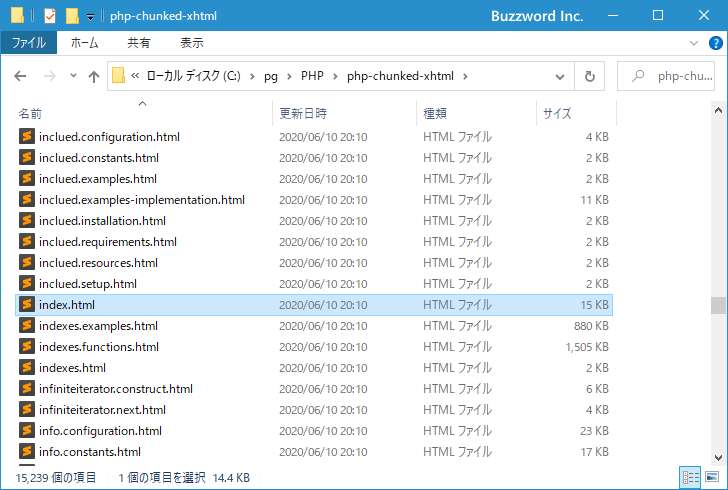 php-chunked-xhtml Buzzword Inc.
ファイル ホーム 共有 表示
« ローカル ディスク (C:) › pg › PHP › php-chunked-xhtml › php-chu...
名前 更新日時 種類 サイズ
inclued.configuration.html 2020/06/10 20:10 HTML ファイル 4 KB
inclued.constants.html 2020/06/10 20:10 HTML ファイル 2 KB
inclued.examples.html 2020/06/10 20:10 HTML ファイル 2 KB
inclued.examples-implementation.html 2020/06/10 20:10 HTML ファイル 11 KB
inclued.installation.html 2020/06/10 20:10 HTML ファイル 2 KB
inclued.requirements.html 2020/06/10 20:10 HTML ファイル 2 KB
inclued.resources.html 2020/06/10 20:10 HTML ファイル 2 KB
inclued.setup.html 2020/06/10 20:10 HTML ファイル 2 KB
index.html 2020/06/10 20:10 HTML ファイル 15 KB
indexes.examples.html 2020/06/10 20:10 HTML ファイル 880 KB
indexes.functions.html 2020/06/10 20:10 HTML ファイル 1,505 KB
indexes.html 2020/06/10 20:10 HTML ファイル 2 KB
infiniteiterator.construct.html 2020/06/10 20:10 HTML ファイル 6 KB
infiniteiterator.next.html 2020/06/10 20:10 HTML ファイル 4 KB
info.configuration.html 2020/06/10 20:10 HTML ファイル 23 KB
info.constants.html 2020/06/10 20:10 HTML ファイル 17 KB
15,239 個の項目 1 個の項目を選択 14.4 KB